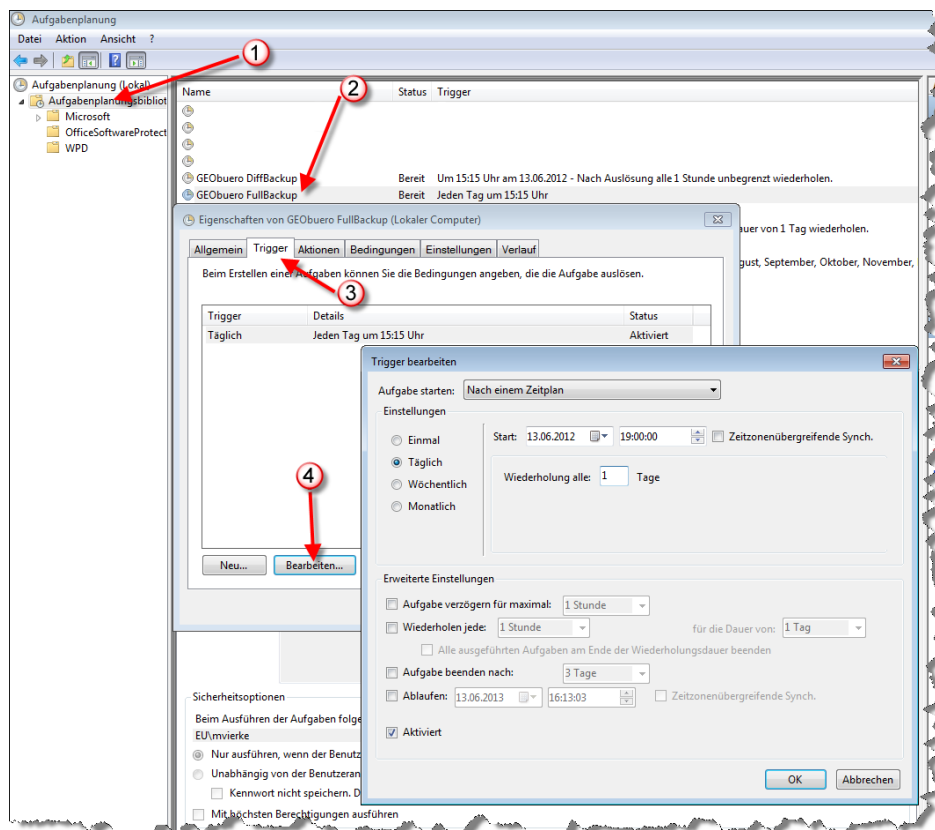 Aufgabenplanung
Datei Aktion Ansicht ?
1
Aufgabenplanung (Lokal)
Aufgabenplanungsbibliot
Microsoft
OfficeSoftwareProtect
WPD
2
Name Status Trigger
GEObuero DiffBackup Bereit Um 15:15 Uhr am 13.06.2012 - Nach Auslösung alle 1 Stunde unbegrenzt wiederholen.
GEObuero FullBackup Bereit Jeden Tag um 15:15 Uhr
auer von 1 Tag wiederholen.
gust, September, Oktober, November,
Eigenschaften von GEObuero FullBackup (Lokaler Computer)
Allgemein Trigger Aktionen Bedingungen Einstellungen Verlauf
Beim Erstellen einer Aufgaben können Sie die Bedingungen angeben, die die Aufgabe auslösen.
3
Trigger Details Status
Täglich Jeden Tag um 15:15 Uhr Aktiviert
4
Neu... Bearbeiten...
Trigger bearbeiten
Aufgabe starten: Nach einem Zeitplan
Einstellungen
Einmal
Täglich
Wöchentlich
Monatlich
Start: 13.06.2012 19:00:00 Zeitzonenübergreifende Synch.
Wiederholung alle: 1 Tage
Erweiterte Einstellungen
Aufgabe verzögern für maximal: 1 Stunde
Wiederholen jede: 1 Stunde für die Dauer von: 1 Tag
Alle ausgeführten Aufgaben am Ende der Wiederholungsdauer beenden
Aufgabe beenden nach: 3 Tage
Ablaufen: 13.06.2013 16:13:03 Zeitzonenübergreifende Synch.
Aktiviert
OK Abbrechen
Sicherheitsoptionen
Beim Ausführen der Aufgaben folge
EU\mvierke
Nur ausführen, wenn der Benutz
Unabhängig von der Benutzeran
Kennwort nicht speichern. D
Mit höchsten Berechtigungen ausführen